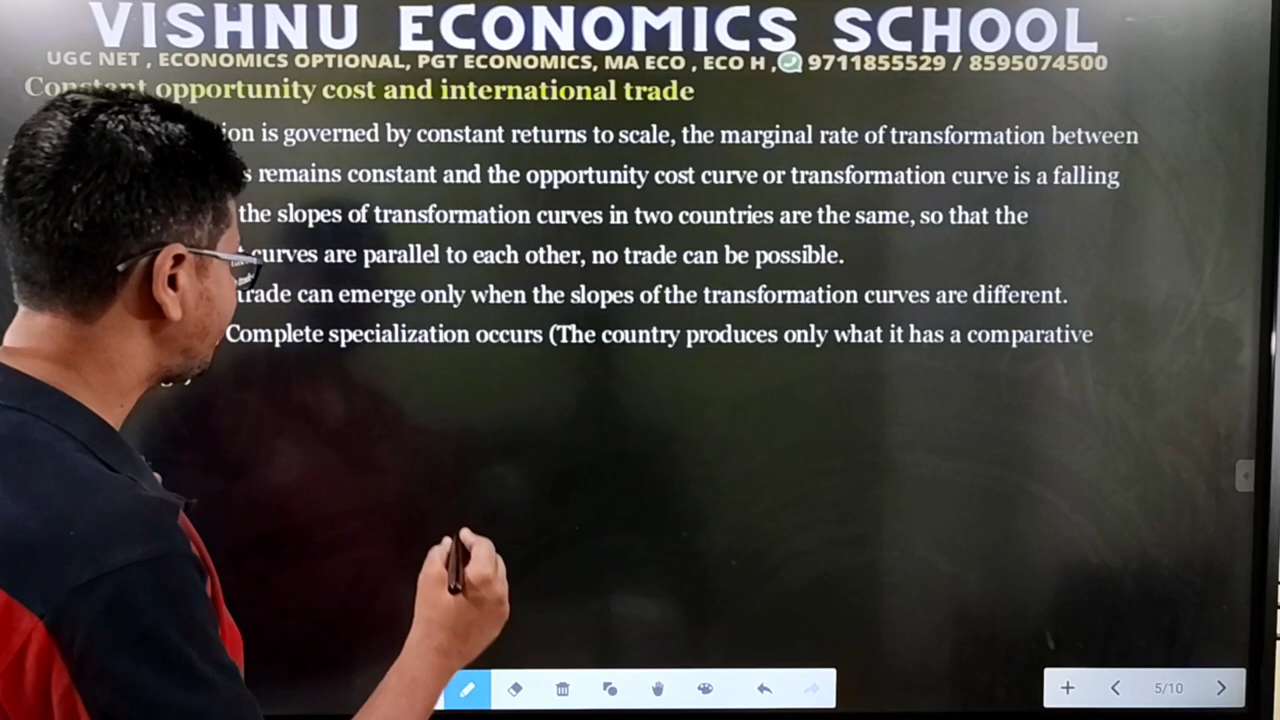 VISHNU ECONOMICS SCHOOL
UGC NET , ECONOMICS OPTIONAL, PGT ECONOMICS, MA ECO , ECO H , 9711855529 / 8595074500
Constant opportunity cost and international trade
is governed by constant returns to scale, the marginal rate of transformation between
remains constant and the opportunity cost curve or transformation curve is a falling
the slopes of transformation curves in two countries are the same, so that the
curves are parallel to each other, no trade can be possible.
trade can emerge only when the slopes of the transformation curves are different.
Complete specialization occurs (The country produces only what it has a comparative
5/10